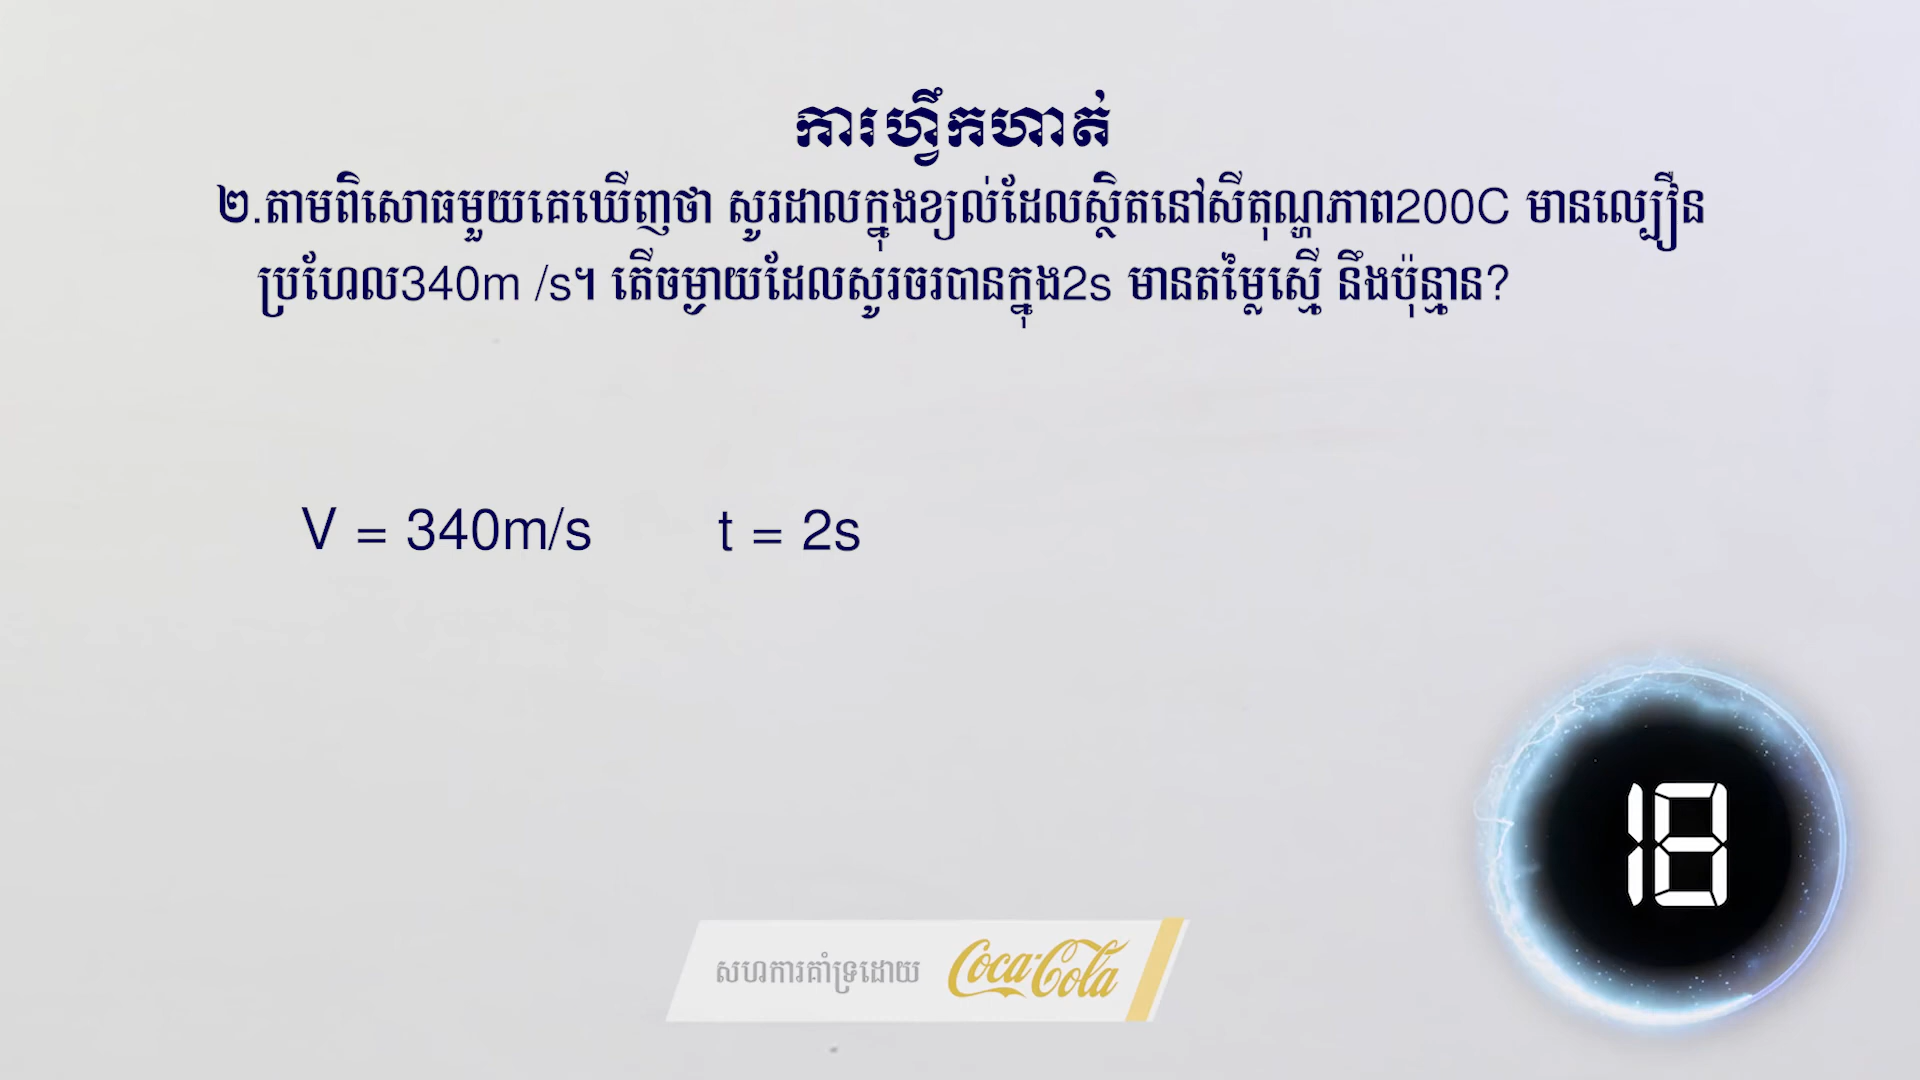 ការហ្វឹកហាត់
២.តាមពិសោធមួយគេឃើញថា សូរដាលក្នុងខ្យល់ដែលស្ថិតនៅសីតុណ្ហភាព200C មានល្បឿន
ប្រហែល340m /s។ តើចម្ងាយដែលសូរចរបានក្នុង2s មានតម្លៃស្មើ នឹងប៉ុន្មាន?
V = 340m/s t = 2s
18
សហការគាំទ្រដោយ Coca-Cola